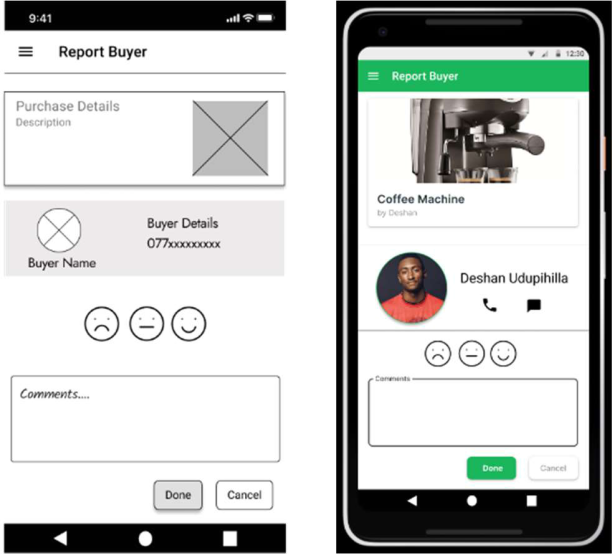 9:41
Report Buyer
Purchase Details
Description
Buyer Details
077xxxxxxxxx
Buyer Name
Comments....
Done
Cancel
12:30
Report Buyer
Coffee Machine
by Deshan
Deshan Udupihilla
Comments
Done
Cancel